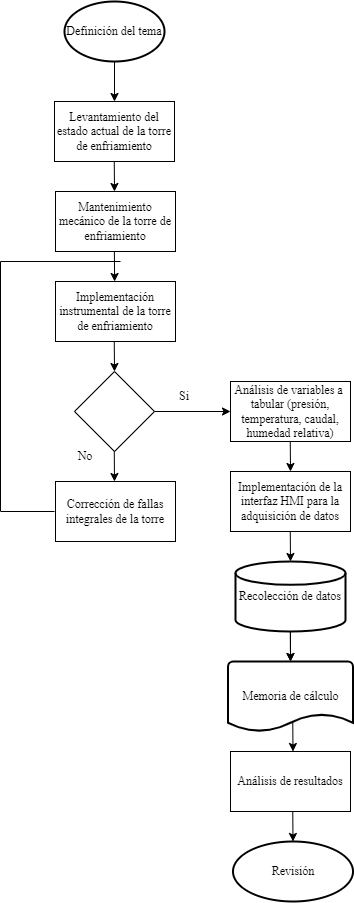 Definición del tema
Levantamiento del
estado actual de la torre
de enfriamiento
Mantenimiento
mecánico de la torre de
enfriamiento
Implementación
instrumental de la torre
de enfriamiento
Si
No
Corrección de fallas
integrales de la torre
Análisis de variables a
tabular (presión,
temperatura, caudal,
humedad relativa)
Implementación de la
interfaz HMI para la
adquisición de datos
Recolección de datos
Memoria de cálculo
Análisis de resultados
Revisión